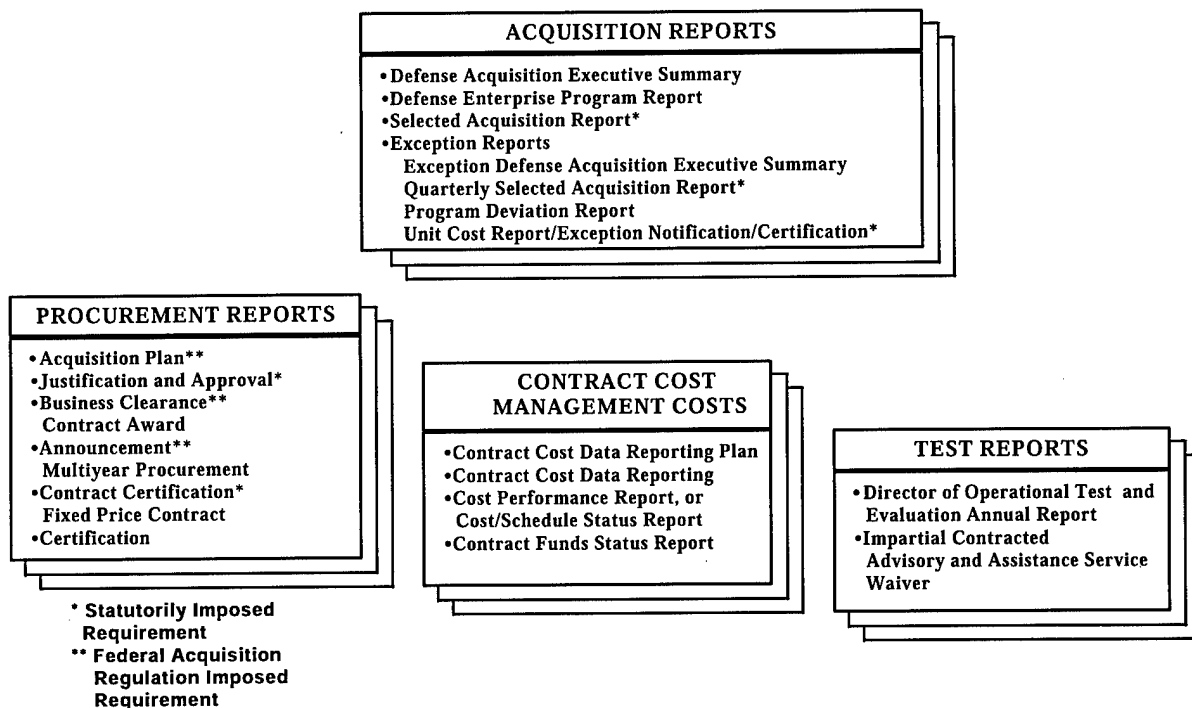 ACQUISITION REPORTS
•Defense Acquisition Executive Summary
•Defense Enterprise Program Report
•Selected Acquisition Report*
•Exception Reports
Exception Defense Acquisition Executive Summary
Quarterly Selected Acquisition Report*
Program Deviation Report
Unit Cost Report/Exception Notification/Certification*
PROCUREMENT REPORTS
•Acquisition Plan**
•Justification and Approval*
•Business Clearance**
Contract Award
•Announcement**
Multiyear Procurement
•Contract Certification*
Fixed Price Contract
•Certification
* Statutorily Imposed
Requirement
** Federal Acquisition
Regulation Imposed
Requirement
CONTRACT COST
MANAGEMENT COSTS
•Contract Cost Data Reporting Plan
•Contract Cost Data Reporting
•Cost Performance Report, or
Cost/Schedule Status Report
•Contract Funds Status Report
TEST REPORTS
•Director of Operational Test and
Evaluation Annual Report
•Impartial Contracted
Advisory and Assistance Service
Waiver